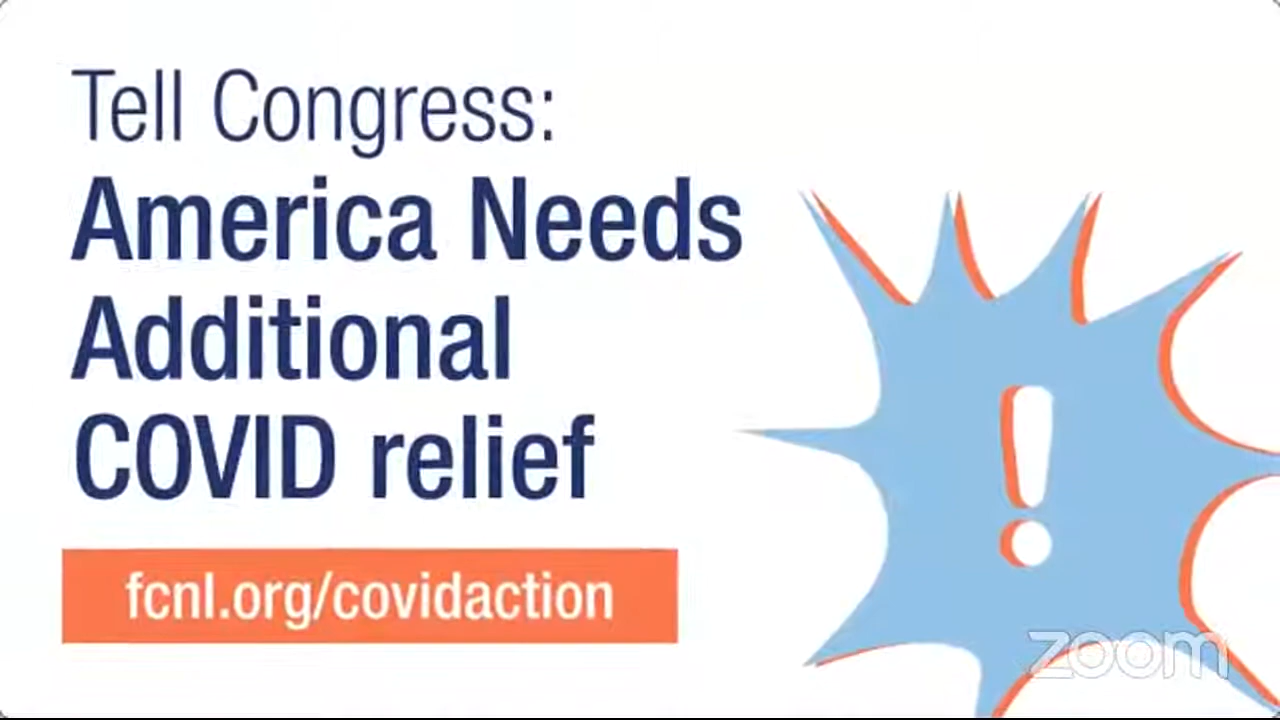 Tell Congress:
America Needs
Additional
COVID relief
fcnl.org/covidaction
!
zoom